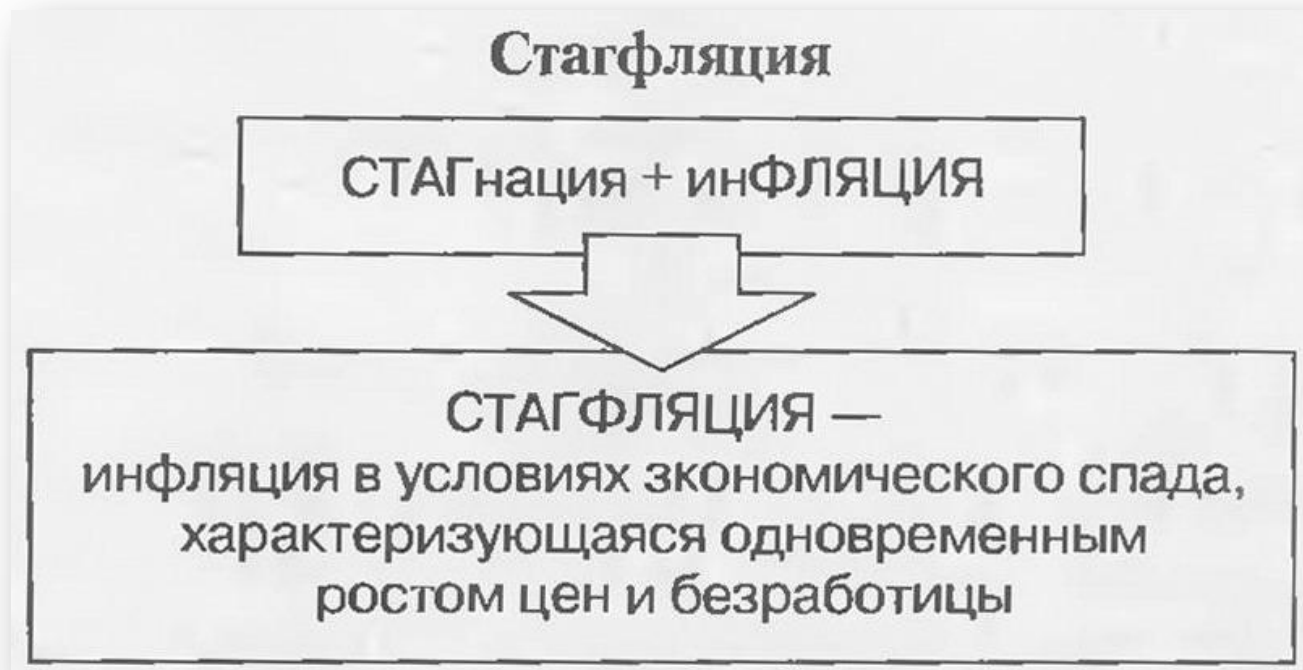 Стагфляция
СТАГнация + инФЛЯЦИЯ
СТАГФЛЯЦИЯ —
инфляция в условиях зкономического спада,
характеризующаяся одновременным
ростом цен и безработицы